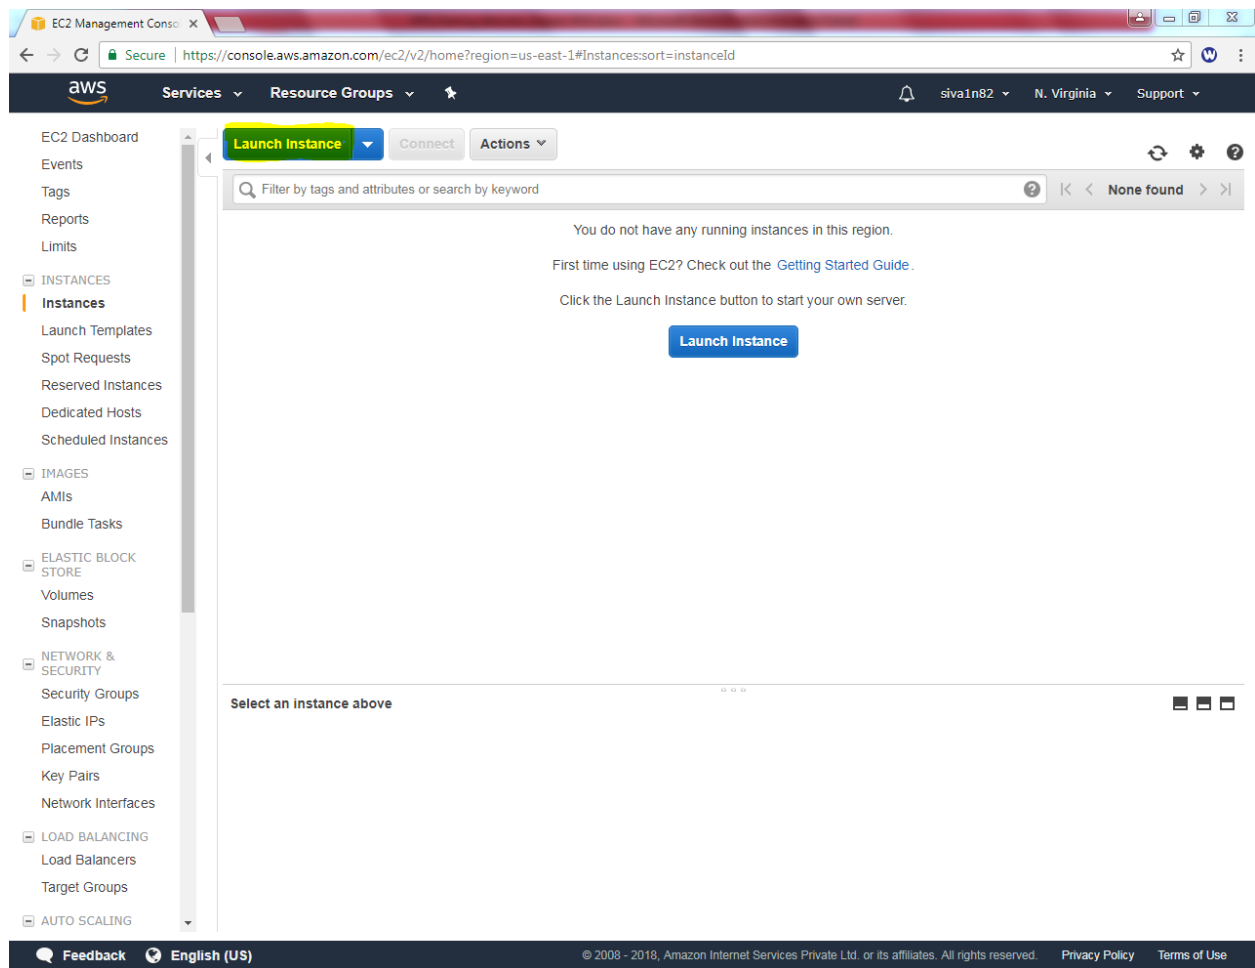 EC2 Management Conso
Secure https://console.aws.amazon.com/ec2/v2/home?region=us-east-1#Instances:sort=instanceId
aws Services Resource Groups siva1n82 N. Virginia Support
EC2 Dashboard
Events
Tags
Reports
Limits
INSTANCES
Instances
Launch Templates
Spot Requests
Reserved Instances
Dedicated Hosts
Scheduled Instances
IMAGES
AMIs
Bundle Tasks
ELASTIC BLOCK
STORE
Volumes
Snapshots
NETWORK &
SECURITY
Security Groups
Elastic IPs
Placement Groups
Key Pairs
Network Interfaces
LOAD BALANCING
Load Balancers
Target Groups
AUTO SCALING
Launch Instance Connect Actions
Filter by tags and attributes or search by keyword None found
You do not have any running instances in this region.
First time using EC2? Check out the Getting Started Guide.
Click the Launch Instance button to start your own server.
Launch Instance
Select an instance above
Feedback English (US) © 2008 - 2018, Amazon Internet Services Private Ltd. or its affiliates. All rights reserved. Privacy Policy Terms of Use